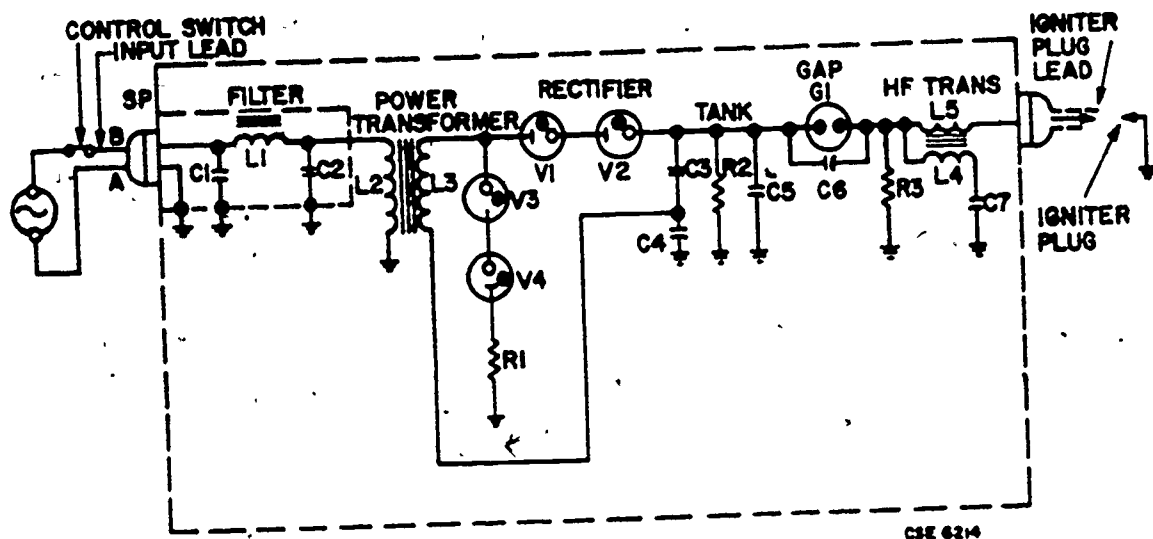 CONTROL SWITCH
INPUT LEAD
SP
B
A
FILTER
C1
L1
C2
POWER
TRANSFORMER
L2
L3
RECTIFIER
V1
V2
V3
V4
R1
TANK
C3
C4
R2
C5
GAP
G1
C6
R3
HF TRANS
L5
L4
C7
IGNITER
PLUG
LEAD
IGNITER
PLUG
CSE 6214